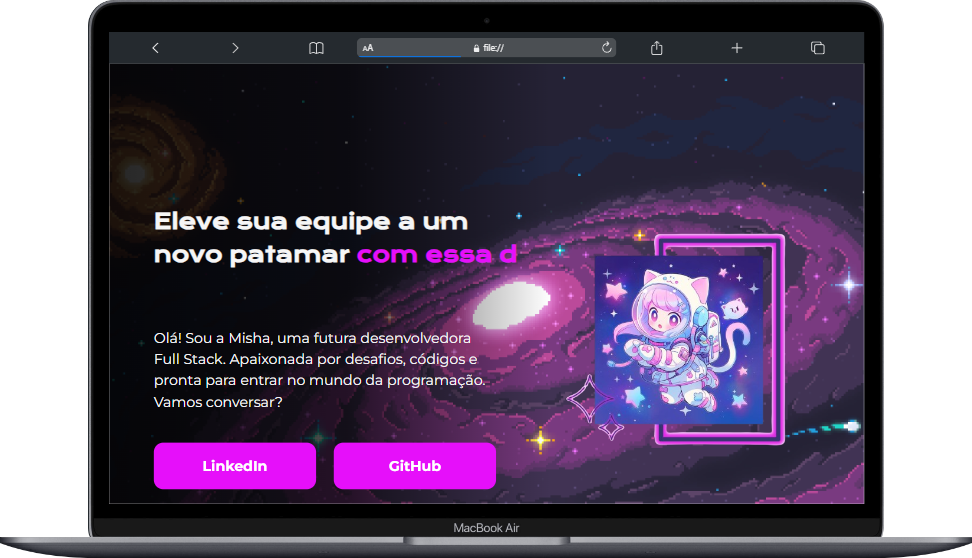 AA
file://
Eleve sua equipe a um
novo patamar com essa d
Olá! Sou a Misha, uma futura desenvolvedora
Full Stack. Apaixonada por desafios, códigos e
pronta para entrar no mundo da programação.
Vamos conversar?
LinkedIn GitHub
MacBook Air